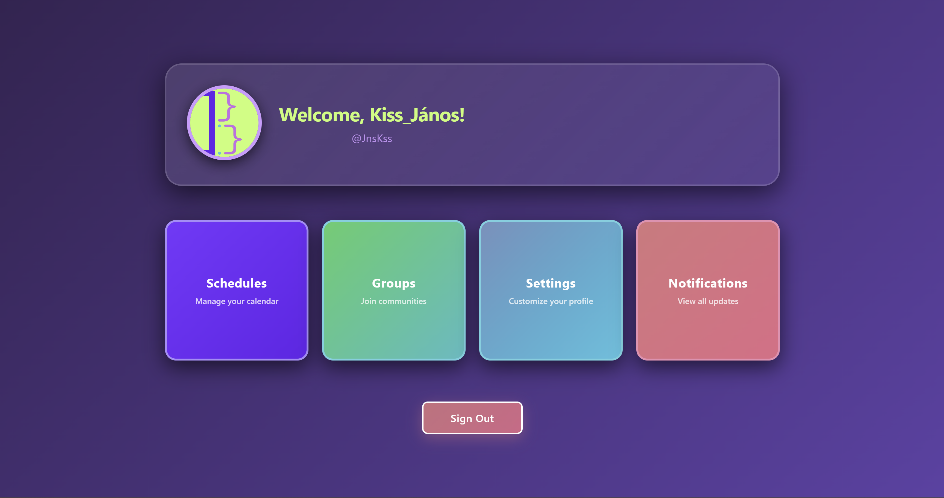 Welcome, Kiss_János!
@JnsKss
Schedules
Manage your calendar
Groups
Join communities
Settings
Customize your profile
Notifications
View all updates
Sign Out